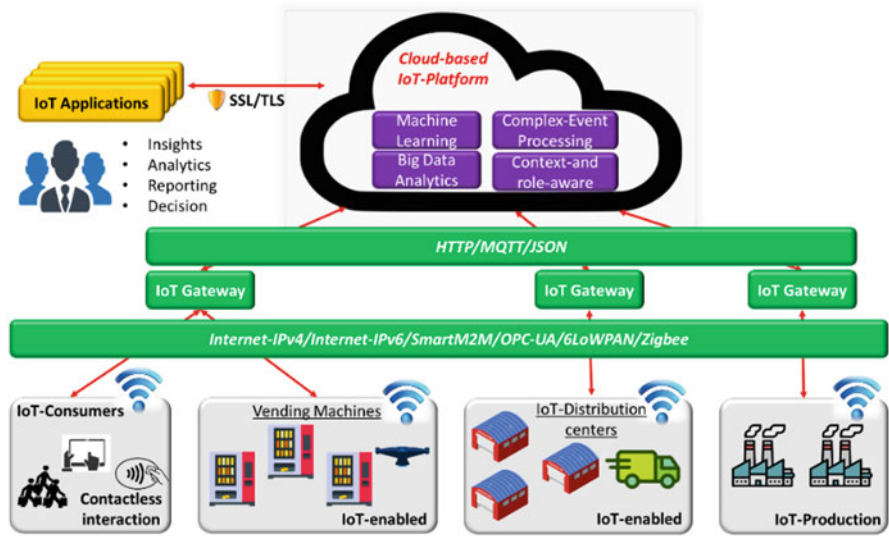 Cloud-based
IoT-Platform
IoT Applications
SSL/TLS
Machine
Learning
Complex-Event
Processing
Big Data
Analytics
Context-and
role-aware
• Insights
• Analytics
• Reporting
• Decision
HTTP/MQTT/JSON
IoT Gateway
IoT Gateway
IoT Gateway
Internet-IPv4/Internet-IPv6/SmartM2M/OPC-UA/6LoWPAN/Zigbee
IoT-Consumers
Contactless
interaction
Vending Machines
IoT-enabled
IoT-Distribution
centers
IoT-enabled
IoT-Production